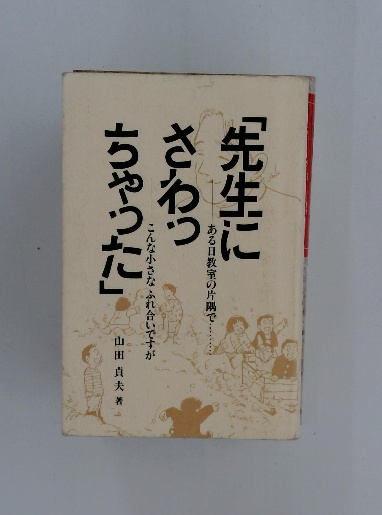 「先生に
さわっ
ちゃった」
ある日教室の片隅で………
こんな小さなふれ合いですが
山田貞夫 著